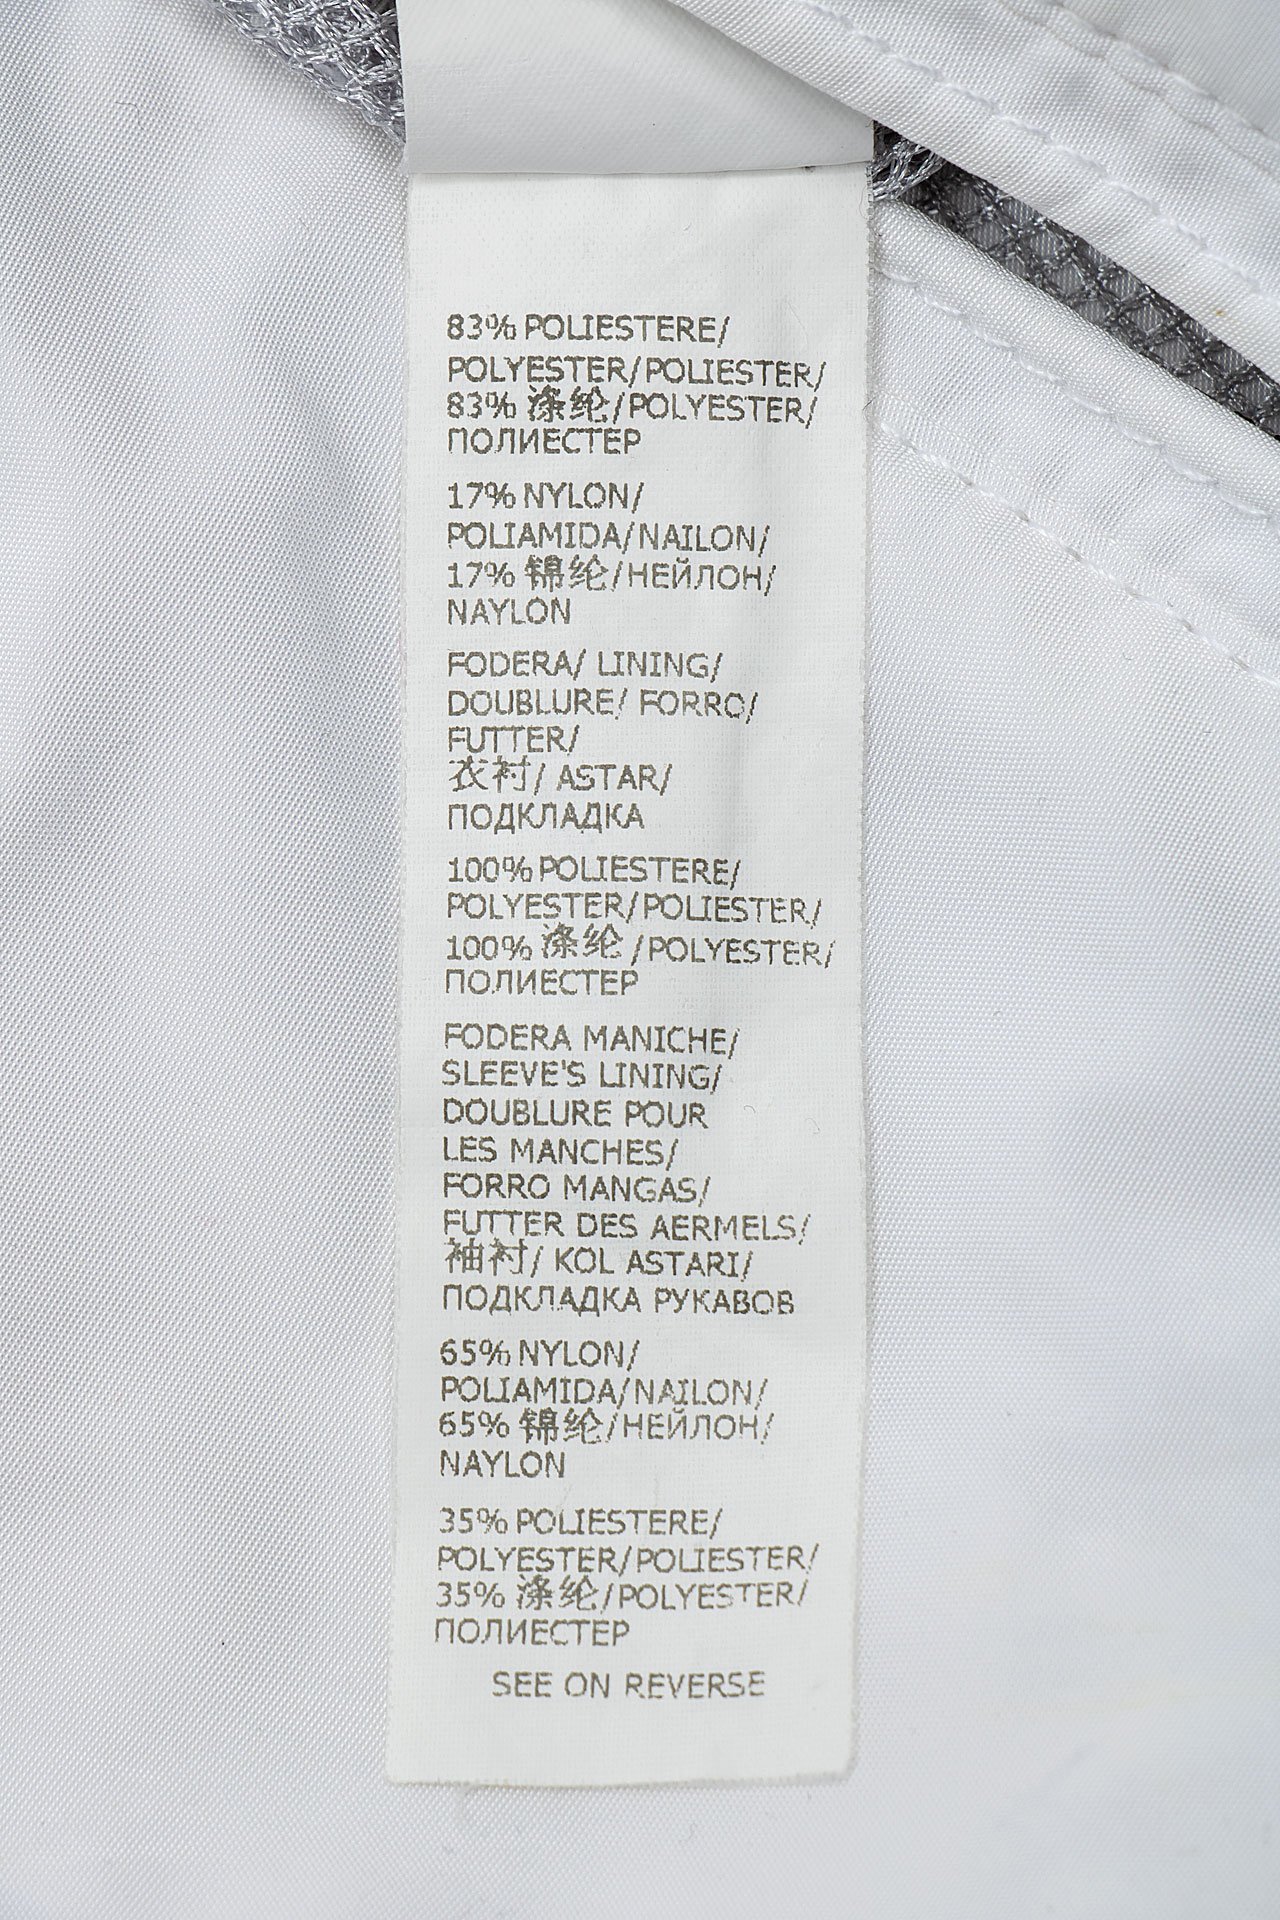 83% POLIESTERE/
POLYESTER/POLIESTER/
83% 涤纶/POLYESTER/
ПОЛИЕСТЕР
17% NYLON/
POLIAMIDA/NAILON/
17% 锦纶/НЕЙЛОН/
NAYLON
FODERA/ LINING/
DOUBLURE/ FORRO/
FUTTER/
衣衬/ ASTAR/
ПОДКЛАДКА
100% POLIESTERE/
POLYESTER/POLIESTER/
100% 涤纶 /POLYESTER/
ПОЛИЕСТЕР
FODERA MANICHE/
SLEEVE'S LINING/
DOUBLURE POUR
LES MANCHES/
FORRO MANGAS/
FUTTER DES AERMELS/
袖衬/ KOL ASTARI/
ПОДКЛАДКА РУКАВОВ
65% NYLON/
POLIAMIDA/NAILON/
65% 锦纶/НЕЙЛОН/
NAYLON
35% POLIESTERE/
POLYESTER/POLIESTER/
35% 涤纶/POLYESTER/
ПОЛИЕСТЕР
SEE ON REVERSE